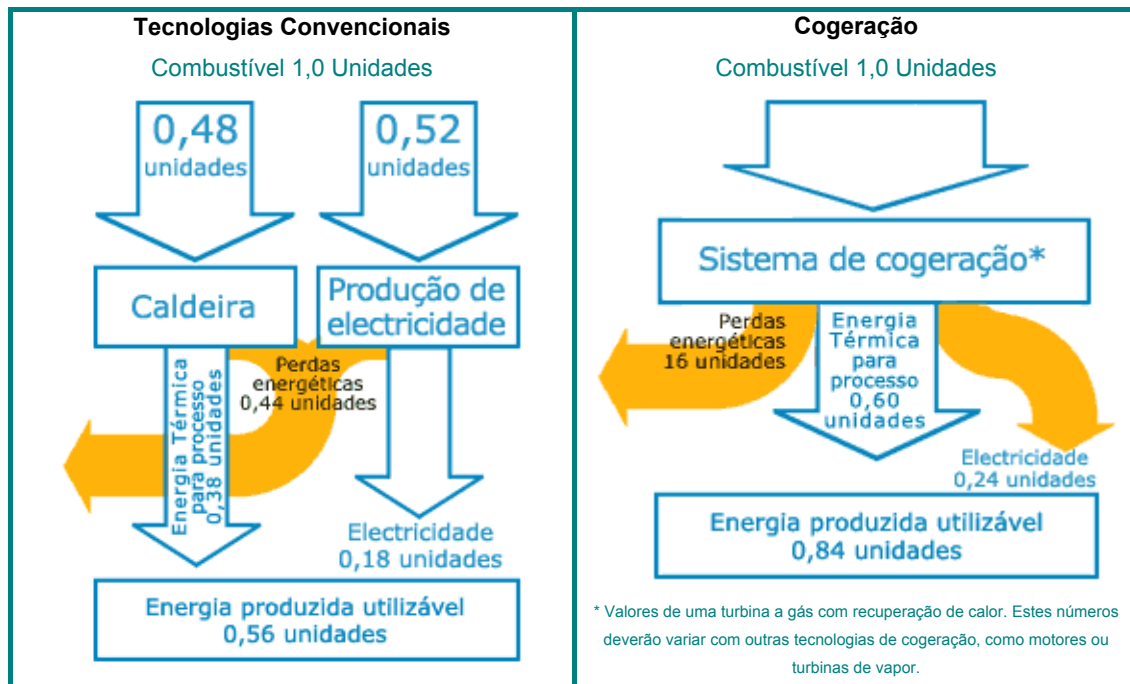 Tecnologias Convencionais
Combustível 1,0 Unidades
0,48
unidades
0,52
unidades
Caldeira
Produção de
electricidade
Perdas
energéticas
0,44 unidades
Energia Térmica
para processo
0,38 unidades
Electricidade
0,18 unidades
Energia produzida utilizável
0,56 unidades
Cogeração
Combustível 1,0 Unidades
Sistema de cogeração*
Perdas
energéticas
16 unidades
Energia
Térmica
para
processo
0,60
unidades
Electricidade
0,24 unidades
Energia produzida utilizável
0,84 unidades
* Valores de uma turbina a gás com recuperação de calor. Estes números
deverão variar com outras tecnologias de cogeração, como motores ou
turbinas de vapor.